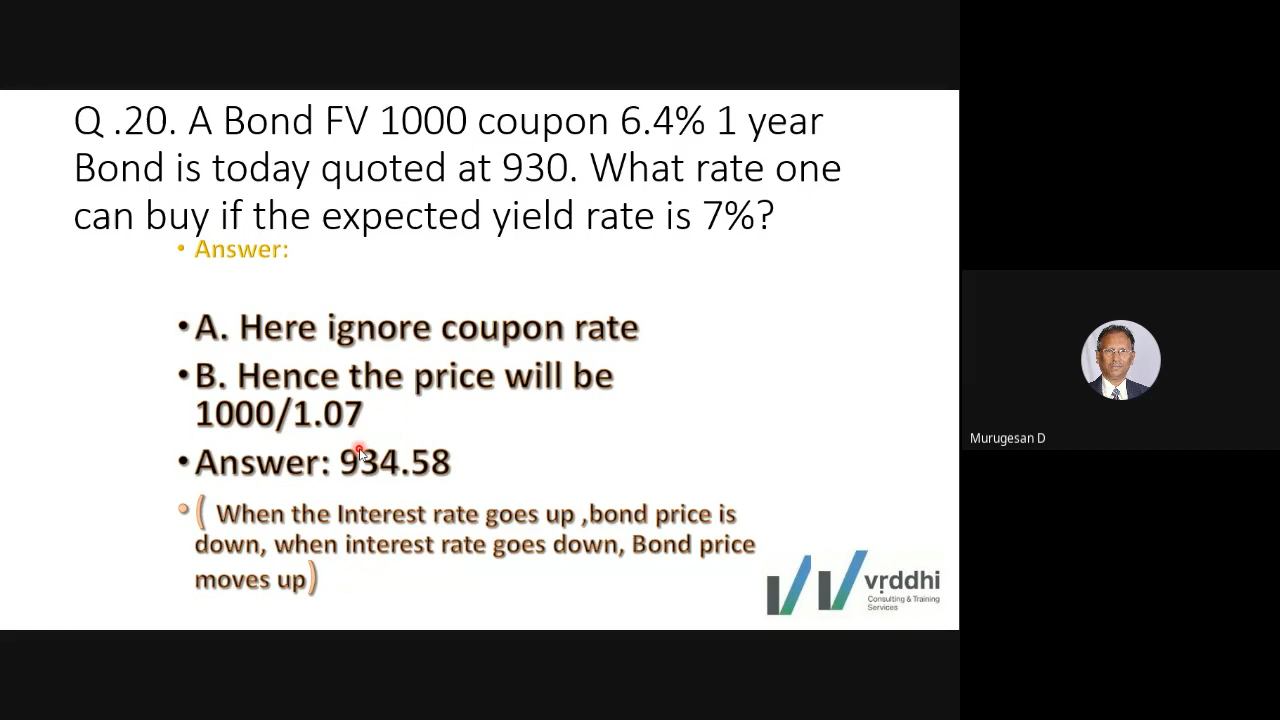 Q .20. A Bond FV 1000 coupon 6.4% 1 year
Bond is today quoted at 930. What rate one
can buy if the expected yield rate is 7%?
• Answer:
• A. Here ignore coupon rate
• B. Hence the price will be
1000/1.07
• Answer: 934.58
• ( When the Interest rate goes up ,bond price is
down, when interest rate goes down, Bond price
moves up)
vṛddhi
Consulting & Training
Services
Murugesan D